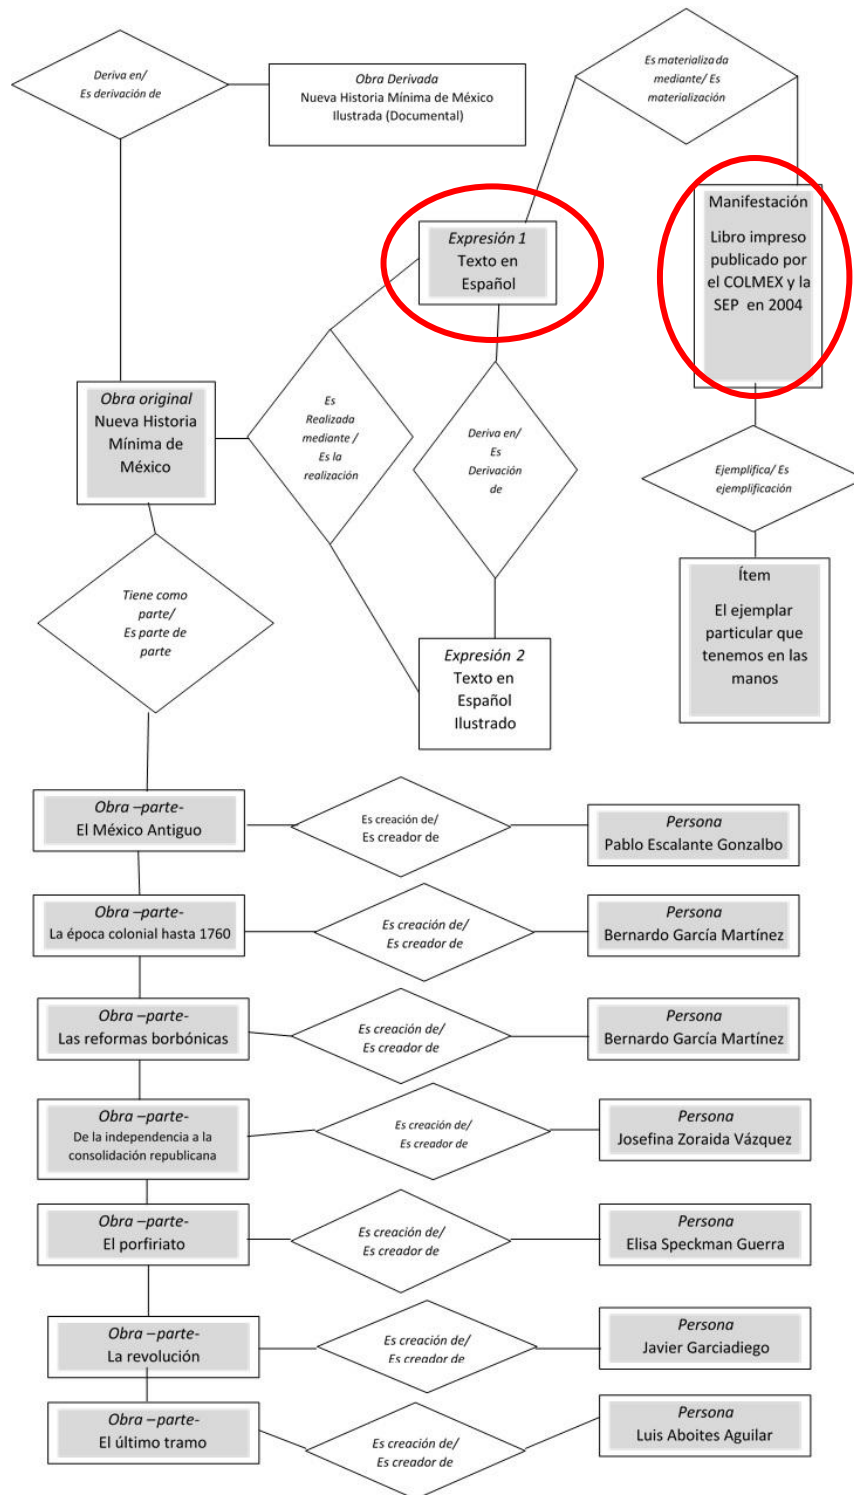 Deriva en/
Es derivación de
Obra Derivada
Nueva Historia Mínima de México
Ilustrada (Documental)
Es materializada
mediante/ Es
materialización
Manifestación
Libro impreso
publicado por
el COLMEX y la
SEP en 2004
Expresión 1
Texto en
Español
Obra original
Nueva Historia
Mínima de
México
Es
Realizada
mediante /
Es la
realización
Deriva en/
Es
Derivación
de
Ejemplifica/ Es
ejemplificación
Ítem
El ejemplar
particular que
tenemos en las
manos
Tiene como
parte/
Es parte de
parte
Expresión 2
Texto en
Español
Ilustrado
Obra –parte-
El México Antiguo
Es creación de/
Es creador de
Persona
Pablo Escalante Gonzalbo
Obra –parte-
La época colonial hasta 1760
Es creación de/
Es creador de
Persona
Bernardo García Martínez
Obra –parte-
Las reformas borbónicas
Es creación de/
Es creador de
Persona
Bernardo García Martínez
Obra –parte-
De la independencia a la
consolidación republicana
Es creación de/
Es creador de
Persona
Josefina Zoraida Vázquez
Obra –parte-
El porfiriato
Es creación de/
Es creador de
Persona
Elisa Speckman Guerra
Obra –parte-
La revolución
Es creación de/
Es creador de
Persona
Javier Garciadiego
Obra –parte-
El último tramo
Es creación de/
Es creador de
Persona
Luis Aboites Aguilar